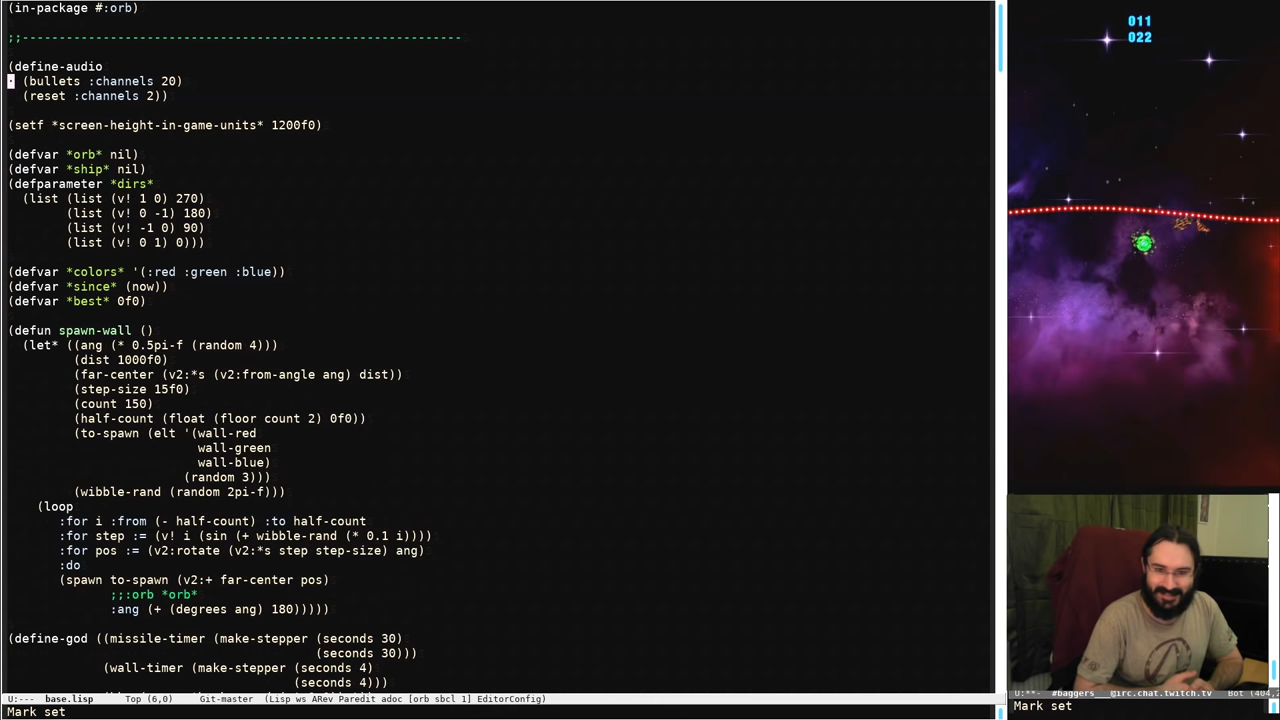 (in-package #:orb)
;;------------------------------------------------------------
(define-audio
(bullets :channels 20)
(reset :channels 2))
(setf *screen-height-in-game-units* 1200f0)
(defvar *orb* nil)
(defvar *ship* nil)
(defparameter *dirs*
(list (list (v! 1 0) 270)
(list (v! 0 -1) 180)
(list (v! -1 0) 90)
(list (v! 0 1) 0)))
(defvar *colors* '(:red :green :blue))
(defvar *since* (now))
(defvar *best* 0f0)
(defun spawn-wall ()
(let* ((ang (* 0.5pi-f (random 4)))
(dist 1000f0)
(far-center (v2:*s (v2:from-angle ang) dist))
(step-size 15f0)
(count 150)
(half-count (float (floor count 2) 0f0))
(to-spawn (elt '(wall-red
wall-green
wall-blue)
(random 3)))
(wibble-rand (random 2pi-f)))
(loop
:for i :from (- half-count) :to half-count
:for step := (v! i (sin (+ wibble-rand (* 0.1 i))))
:for pos := (v2:rotate (v2:*s step step-size) ang)
:do
(spawn to-spawn (v2:+ far-center pos)
;;:orb *orb*
:ang (+ (degrees ang) 180)))))
(define-god ((missile-timer (make-stepper (seconds 30)
(seconds 30)))
(wall-timer (make-stepper (seconds 4)
(seconds 4)))
U:--- base.lisp Top (6,0) Git-master (Lisp ws ARev Paredit adoc [orb sbcl 1] EditorConfig)
Mark set
011
022
U:**- #baggers__@irc.chat.twitch.tv Bot (404,
Mark set